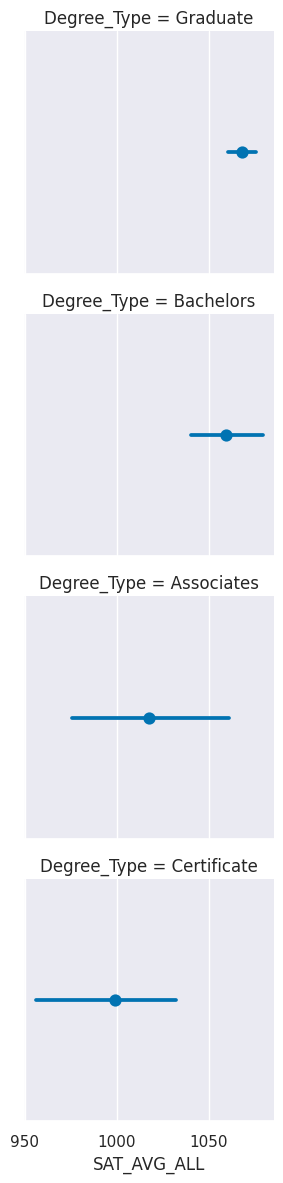 Degree_Type = Graduate
Degree_Type = Bachelors
Degree_Type = Associates
Degree_Type = Certificate
950 1000 1050
SAT_AVG_ALL